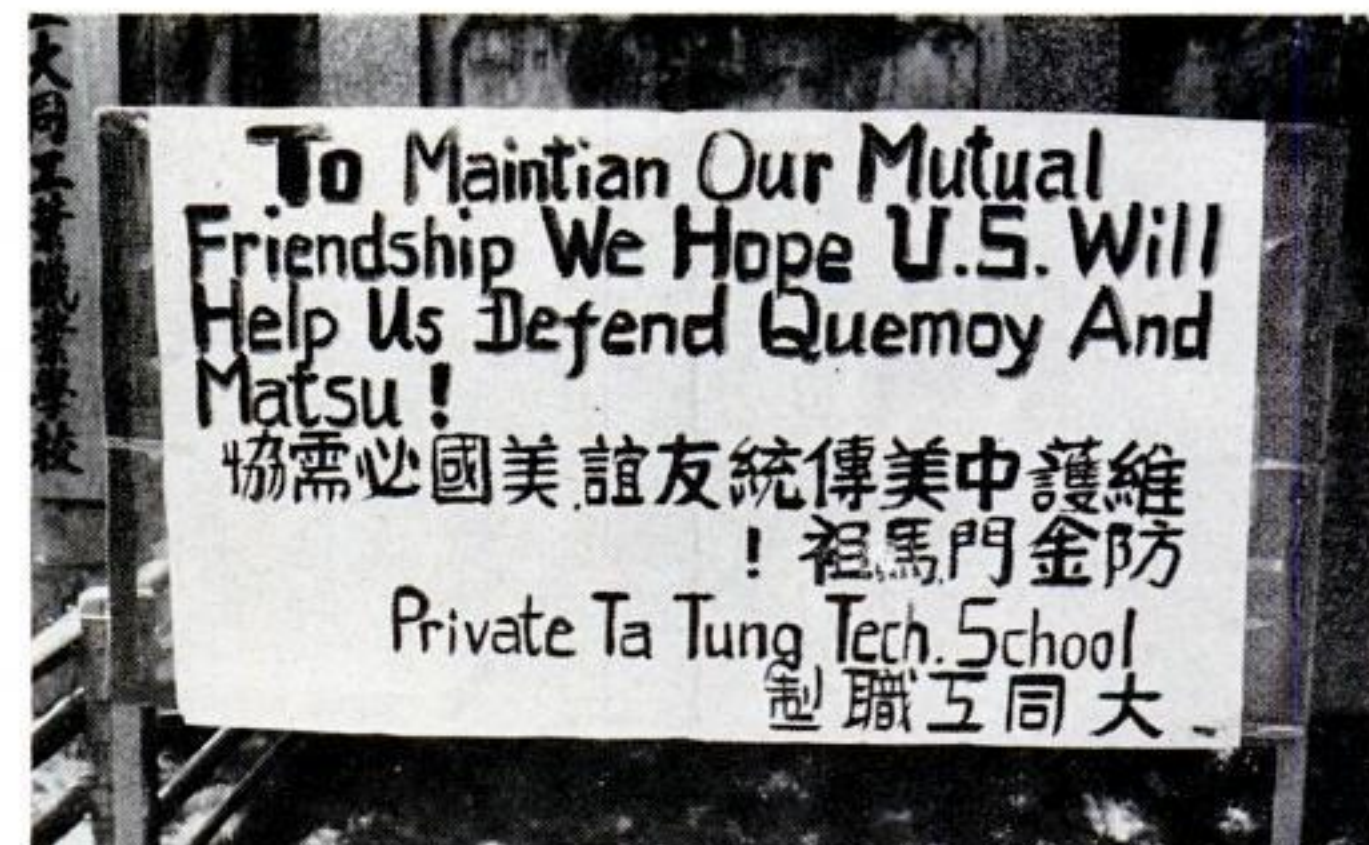 大同工業職業學校
To Maintian Our Mutual
Friendship We Hope U.S. Will
Help Us Defend Quemoy And
Matsu !
維護中美傳統友誼美國必需協
防金門馬祖！
Private Ta Tung Tech. School
大同工職製